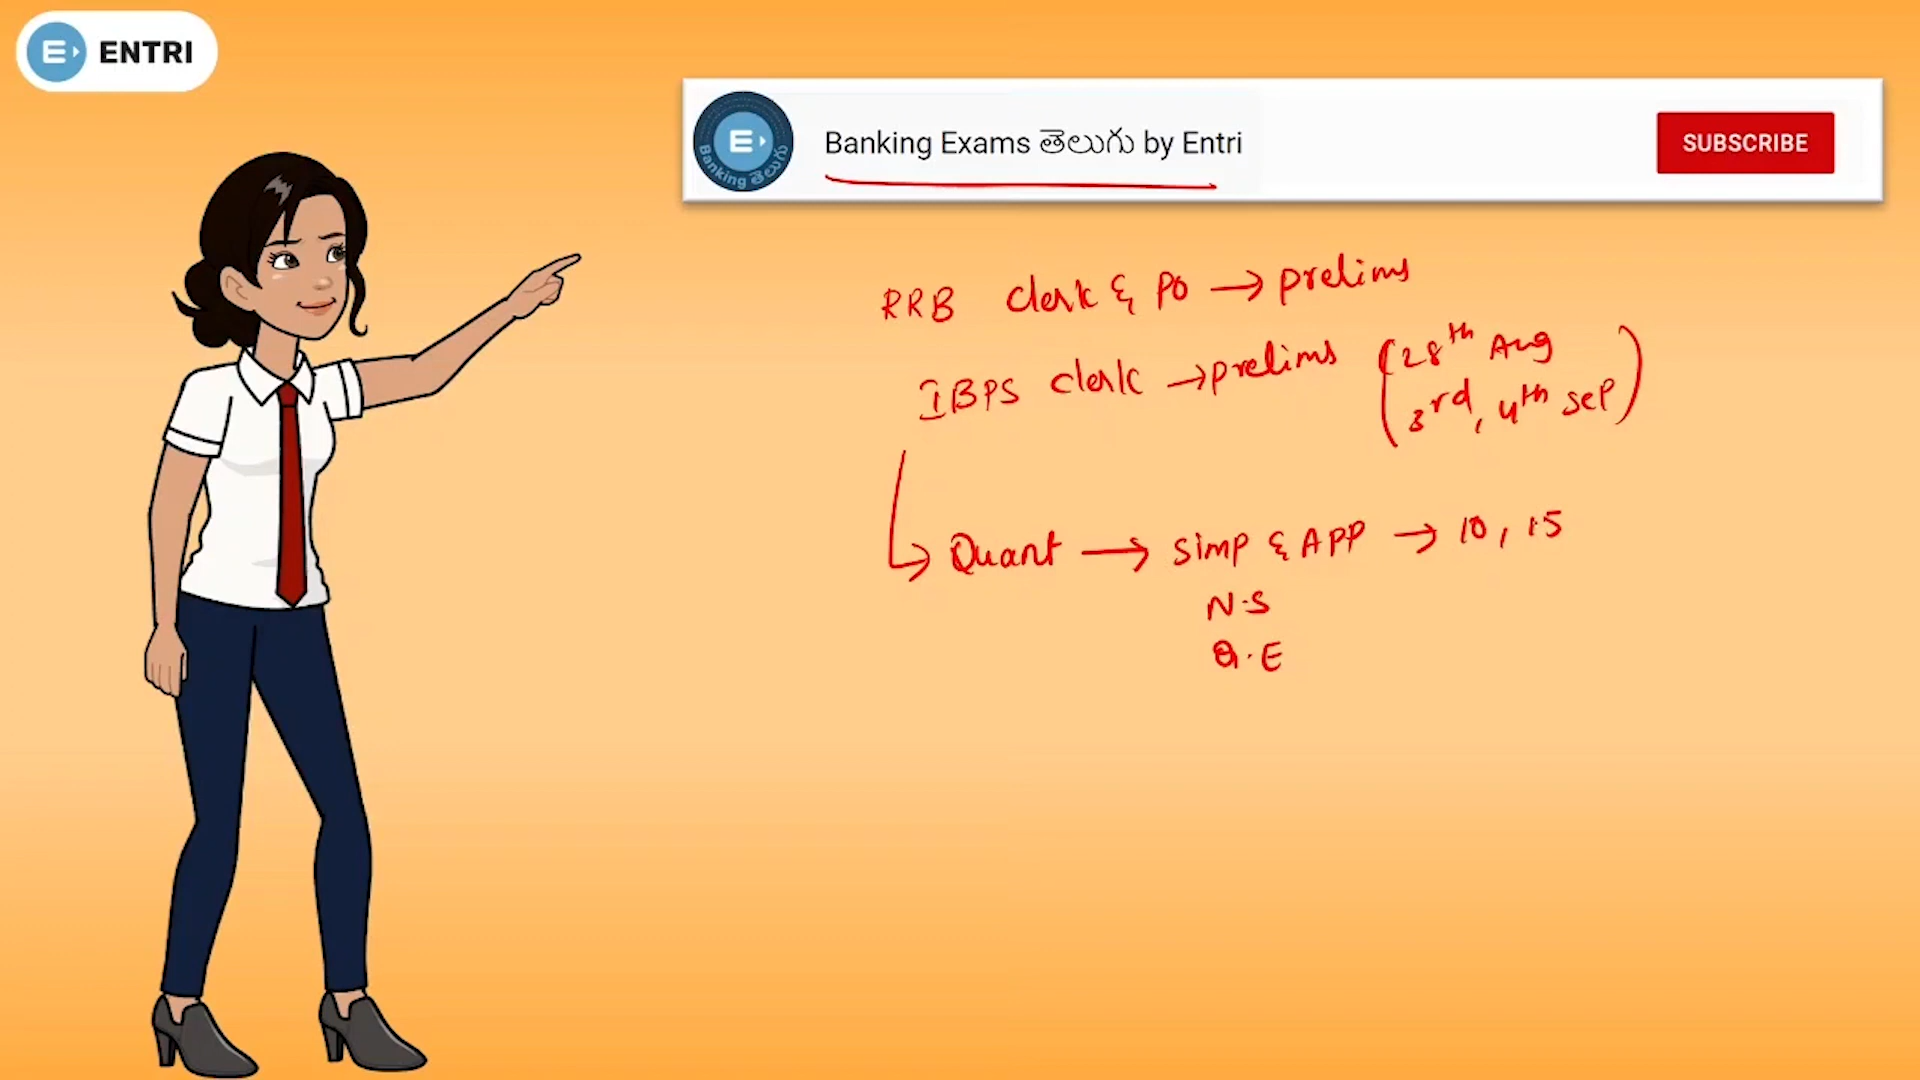 ENTRI
Banking Exams తెలుగు by Entri
SUBSCRIBE
Banking తెలుగు
RRB clerk & PO → prelims
IBPS clerk → prelims (28th Aug
3rd, 4th sep)
→ Quant → simp & APP → 10, 15
N.S
Q.E